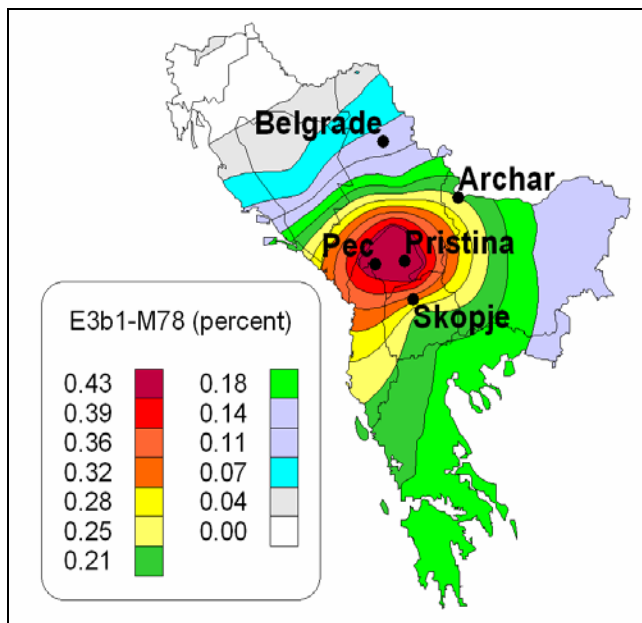 Belgrade
Archar
Pec Pristina
Skopje
E3b1-M78 (percent)
0.43 0.18
0.39 0.14
0.36 0.11
0.32 0.07
0.28 0.04
0.25 0.00
0.21